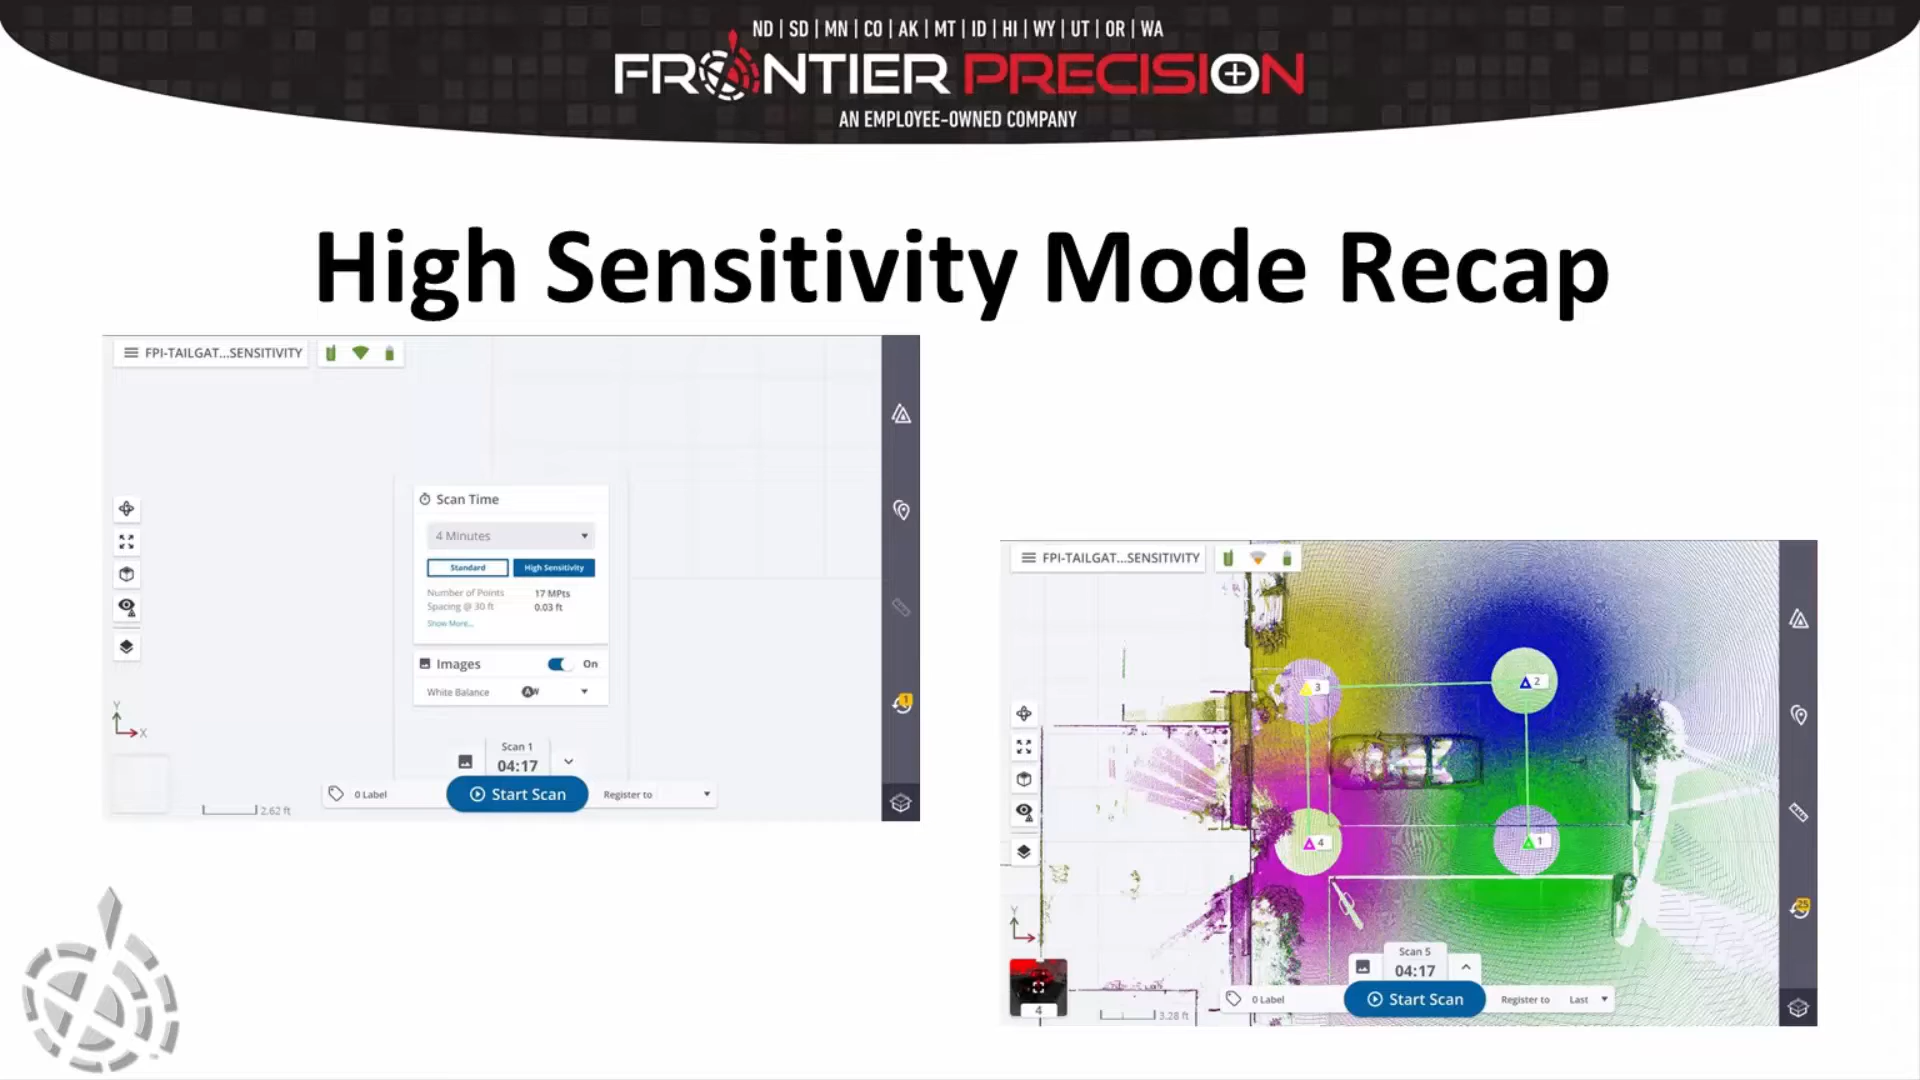 ND | SD | MN | CO | AK | MT | ID | HI | WY | UT | OR | WA
FRONTIER PRECISION
AN EMPLOYEE-OWNED COMPANY
High Sensitivity Mode Recap
FPI-TAILGAT...SENSITIVITY
Scan Time
4 Minutes
Standard
High Sensitivity
Number of Points 17 MPts
Spacing @ 30 ft 0.03 ft
Show More...
Images On
White Balance AW
1
Y
X
Scan 1
04:17
0 Label
Start Scan
Register to
2.62 ft
FPI-TAILGAT...SENSITIVITY
3
2
4
1
25
Y
Scan 5
04:17
4
0 Label
Start Scan
Register to Last
3.28 ft